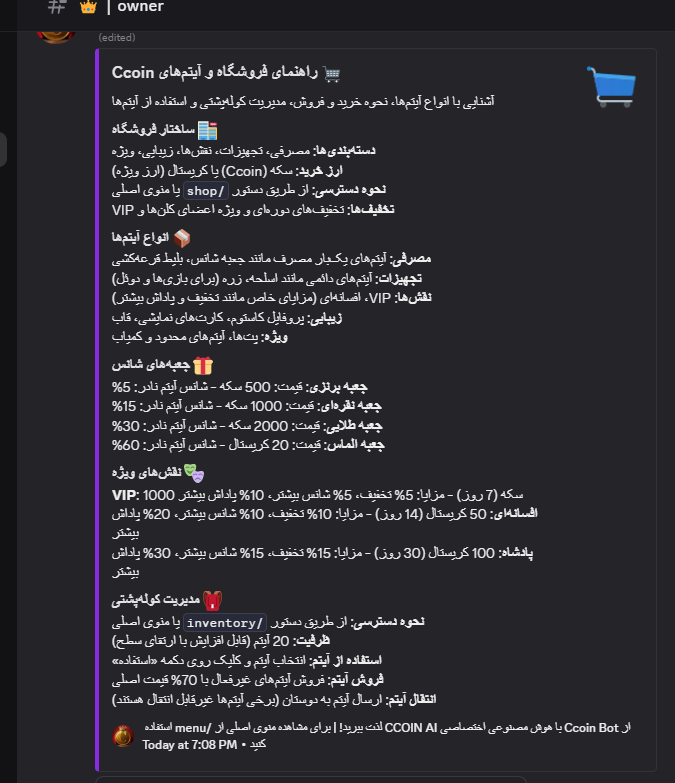 # 👑 | owner
(edited)
🛒 راهنمای فروشگاه و آیتم‌های Ccoin
آشنایی با انواع آیتم‌ها، نحوه خرید و فروش، مدیریت کوله‌پشتی و استفاده از آیتم‌ها
🏪 ساختار فروشگاه
دسته‌بندی‌ها: مصرفی، تجهیزات، نقش‌ها، زیبایی، ویژه
ارز خرید: سکه (Ccoin) یا کریستال (ارز ویژه)
نحوه دسترسی: از طریق دستور /shop یا منوی اصلی
تخفیف‌ها: تخفیف‌های دوره‌ای و ویژه اعضای کلن‌ها و VIP
📦 انواع آیتم‌ها
مصرفی: آیتم‌های یک‌بار مصرف مانند جعبه شانس، بلیط قرعه‌کشی
تجهیزات: آیتم‌های دائمی مانند اسلحه، زره (برای بازی‌ها و دوئل)
نقش‌ها: VIP، افسانه‌ای (مزایای خاص مانند تخفیف و پاداش بیشتر)
زیبایی: پروفایل کاستوم، کارت‌های نمایشی، قاب
ویژه: پت‌ها، آیتم‌های محدود و کمیاب
🎁 جعبه‌های شانس
جعبه برنزی: قیمت: 500 سکه - شانس آیتم نادر: 5%
جعبه نقره‌ای: قیمت: 1000 سکه - شانس آیتم نادر: 15%
جعبه طلایی: قیمت: 2000 سکه - شانس آیتم نادر: 30%
جعبه الماس: قیمت: 20 کریستال - شانس آیتم نادر: 60%
🎭 نقش‌های ویژه
VIP: 1000 سکه (7 روز) - مزایا: 5% تخفیف، 5% شانس بیشتر، 10% پاداش بیشتر
افسانه‌ای: 50 کریستال (14 روز) - مزایا: 10% تخفیف، 10% شانس بیشتر، 20% پاداش
بیشتر
پادشاه: 100 کریستال (30 روز) - مزایا: 15% تخفیف، 15% شانس بیشتر، 30% پاداش
بیشتر
🎒 مدیریت کوله‌پشتی
نحوه دسترسی: از طریق دستور /inventory یا منوی اصلی
ظرفیت: 20 آیتم (قابل افزایش با ارتقای سطح)
استفاده از آیتم: انتخاب آیتم و کلیک روی دکمه «استفاده»
فروش آیتم: فروش آیتم‌های غیرفعال با 70% قیمت اصلی
انتقال آیتم: ارسال آیتم به دوستان (برخی آیتم‌ها غیرقابل انتقال هستند)
از Ccoin Bot با هوش مصنوعی اختصاصی CCOIN AI لذت ببرید! | برای مشاهده منوی اصلی از /menu استفاده
کنید • Today at 7:08 PM